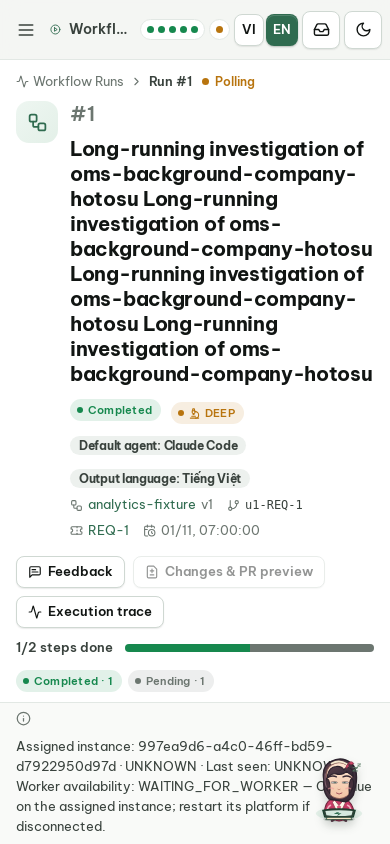 Workfl...
VI
EN
Workflow Runs
Run #1
Polling
#1
Long-running investigation of
oms-background-company-
hotosu Long-running
investigation of oms-
background-company-hotosu
Long-running investigation of
oms-background-company-
hotosu Long-running
investigation of oms-
background-company-hotosu
Completed
DEEP
Default agent: Claude Code
Output language: Tiếng Việt
analytics-fixture v1
u1-REQ-1
REQ-1
01/11, 07:00:00
Feedback
Changes & PR preview
Execution trace
1/2 steps done
Completed · 1
Pending · 1
Assigned instance: 997ea9d6-a4c0-46ff-bd59-
d7922950d97d · UNKNOWN · Last seen: UNKNO
Worker availability: WAITING_FOR_WORKER —
on the assigned instance; restart its platform if
disconnected.